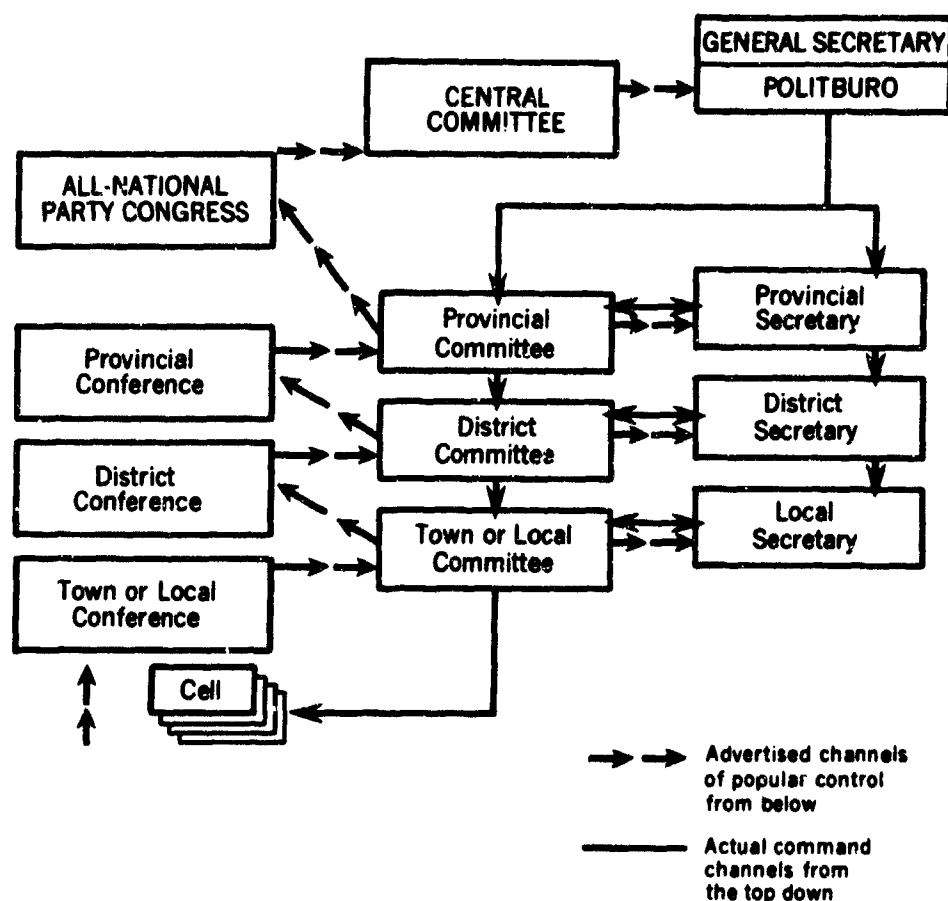 GENERAL SECRETARY
POLITBURO
CENTRAL
COMMITTEE
ALL-NATIONAL
PARTY CONGRESS
Provincial
Committee
Provincial
Secretary
Provincial
Conference
District
Committee
District
Secretary
District
Conference
Town or Local
Committee
Local
Secretary
Town or Local
Conference
Cell
Advertised channels
of popular control
from below
Actual command
channels from
the top down